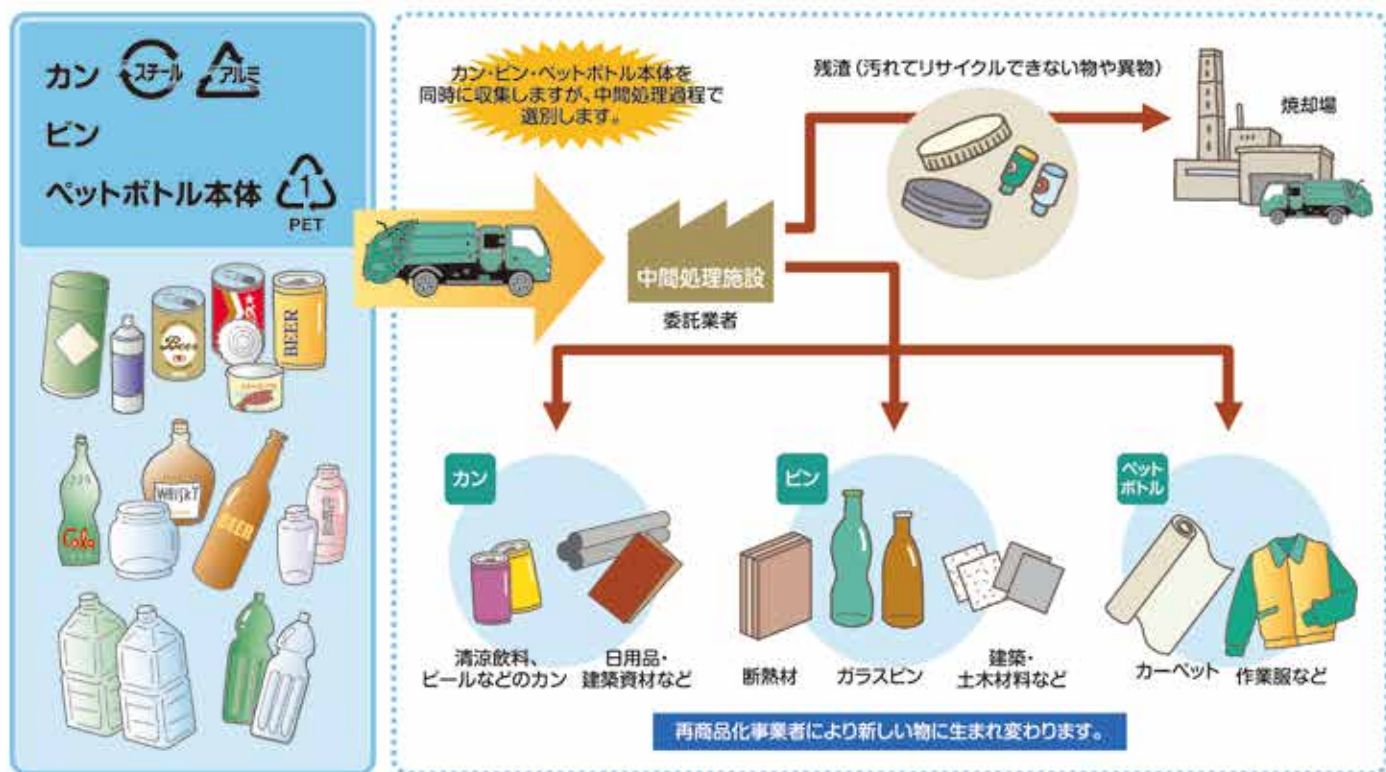 カン スチール アルミ
ビン
ペットボトル本体 1
PET
Beer
BEER
Cola
WHISKY
BEER
カン・ビン・ペットボトル本体を
同時に収集しますが、中間処理過程で
選別します。
残渣（汚れてリサイクルできない物や異物）
焼却場
中間処理施設
委託業者
カン
清涼飲料、
ビールなどのカン
日用品・
建築資材など
ビン
断熱材
ガラスビン
建築・
土木材料など
ペット
ボトル
カーペット
作業服など
再商品化事業者により新しい物に生まれ変わります。